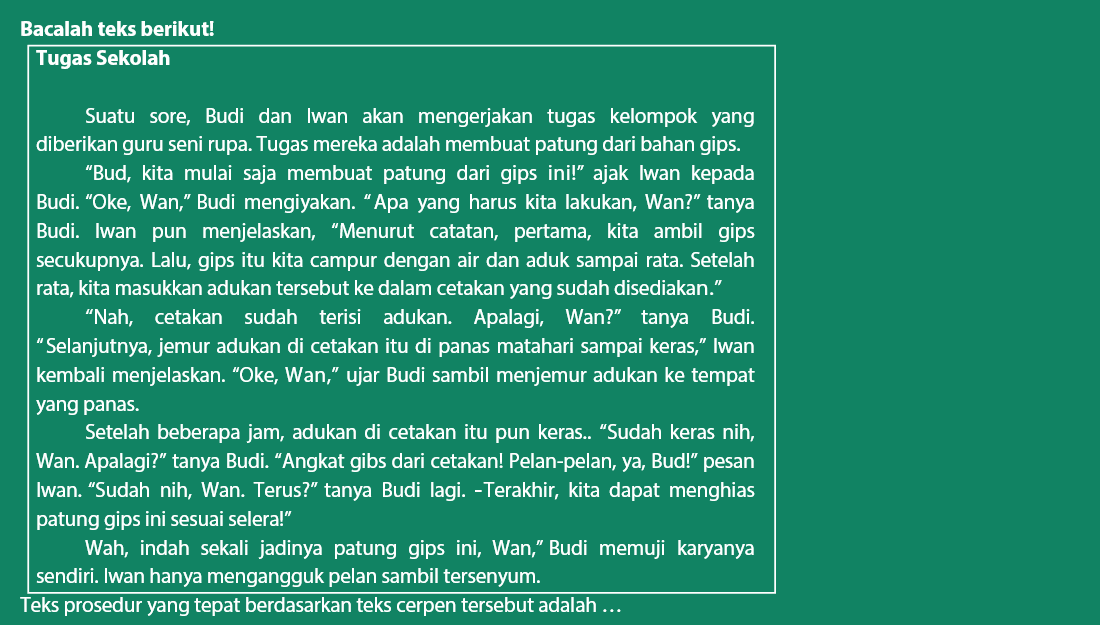 Bacalah teks berikut!
Tugas Sekolah
Suatu sore, Budi dan Iwan akan mengerjakan tugas kelompok yang
diberikan guru seni rupa. Tugas mereka adalah membuat patung dari bahan gips.
“Bud, kita mulai saja membuat patung dari gips ini!” ajak Iwan kepada
Budi. “Oke, Wan,” Budi mengiyakan. “Apa yang harus kita lakukan, Wan?” tanya
Budi. Iwan pun menjelaskan, “Menurut catatan, pertama, kita ambil gips
secukupnya. Lalu, gips itu kita campur dengan air dan aduk sampai rata. Setelah
rata, kita masukkan adukan tersebut ke dalam cetakan yang sudah disediakan.”
“Nah, cetakan sudah terisi adukan. Apalagi, Wan?” tanya Budi.
“Selanjutnya, jemur adukan di cetakan itu di panas matahari sampai keras,” Iwan
kembali menjelaskan. “Oke, Wan,” ujar Budi sambil menjemur adukan ke tempat
yang panas.
Setelah beberapa jam, adukan di cetakan itu pun keras.. “Sudah keras nih,
Wan. Apalagi?” tanya Budi. “Angkat gibs dari cetakan! Pelan-pelan, ya, Bud!” pesan
Iwan. “Sudah nih, Wan. Terus?” tanya Budi lagi. –Terakhir, kita dapat menghias
patung gips ini sesuai selera!”
Wah, indah sekali jadinya patung gips ini, Wan,” Budi memuji karyanya
sendiri. Iwan hanya mengangguk pelan sambil tersenyum.
Teks prosedur yang tepat berdasarkan teks cerpen tersebut adalah …